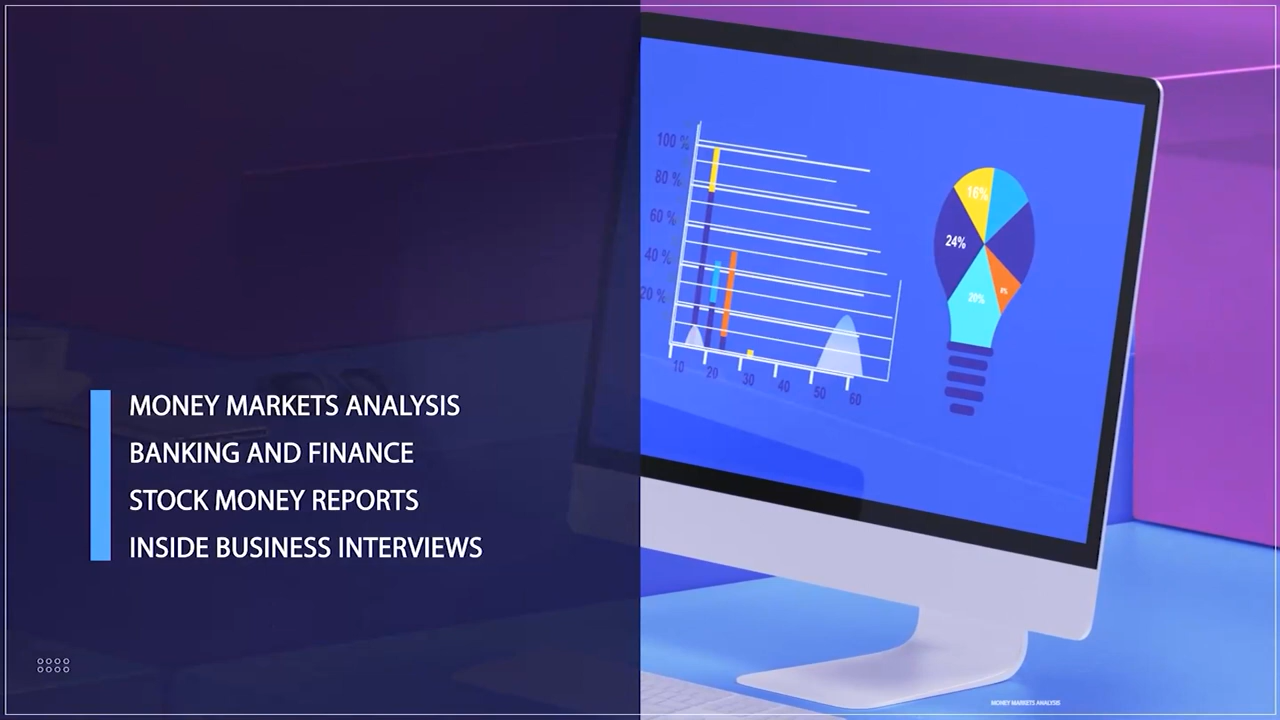 MONEY MARKETS ANALYSIS
BANKING AND FINANCE
STOCK MONEY REPORTS
INSIDE BUSINESS INTERVIEWS
100 %
80 %
60 %
40 %
20 %
10 20 30 40 50 60
16%
24%
20%
8%
MONEY MARKETS ANALYSIS